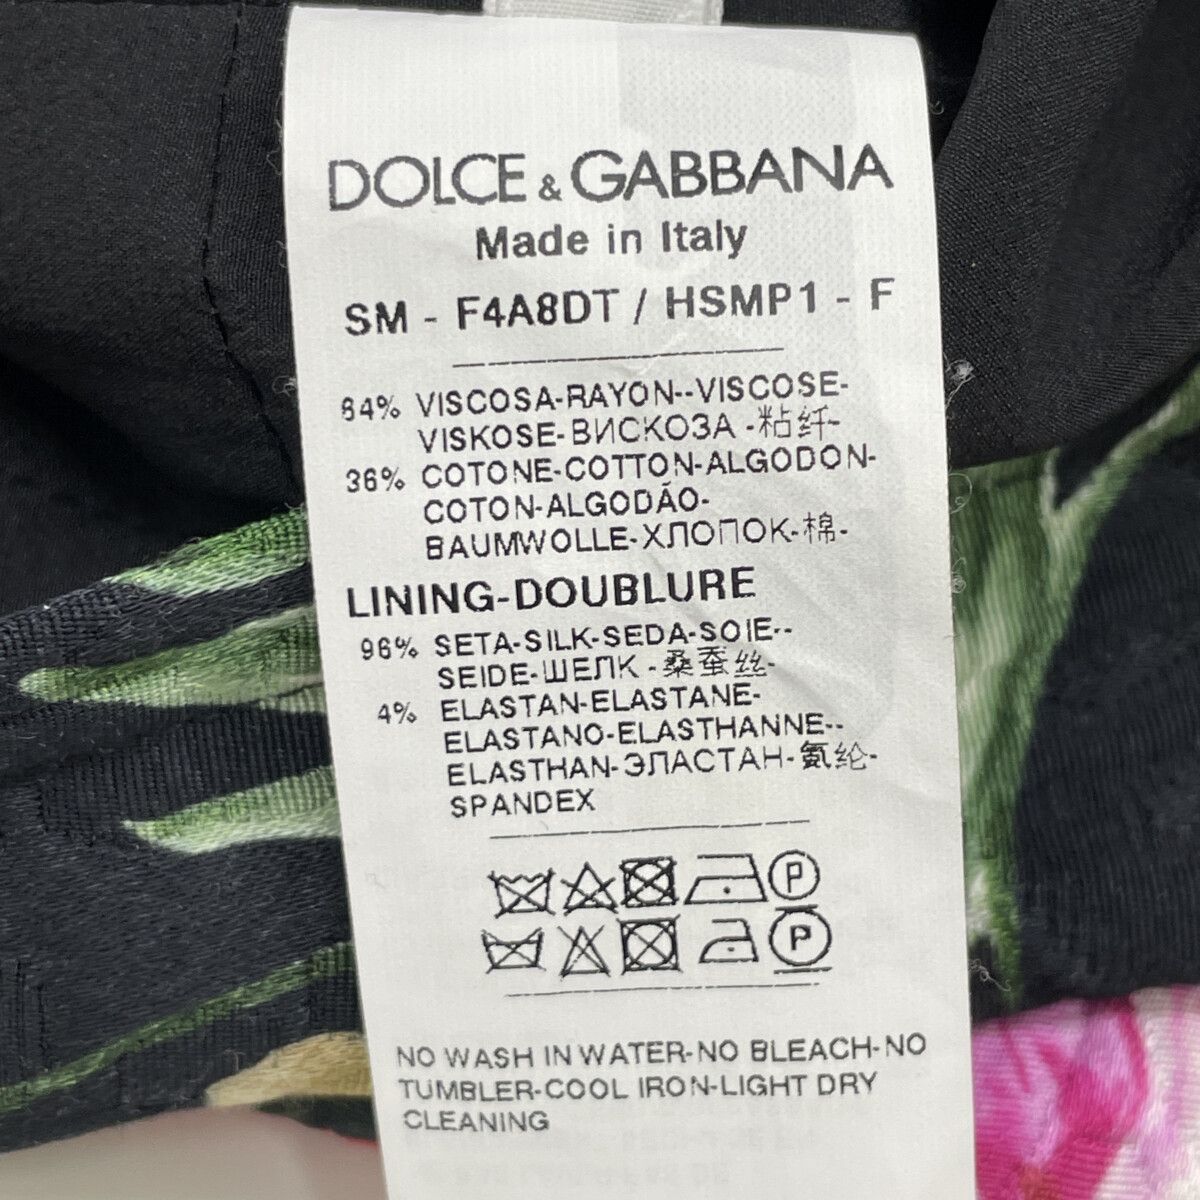 DOLCE & GABBANA
Made in Italy
SM - F4A8DT / HSMP1 - F
64% VISCOSA-RAYON--VISCOSE-
VISKOSE-ВИСКОЗА -粘纤-
36% COTONE-COTTON-ALGODON-
COTON-ALGODÃO-
BAUMWOLLE-ХЛОПОК-棉-
LINING-DOUBLURE
96% SETA-SILK-SEDA-SOIE--
SEIDE-ШЕЛК -桑蚕丝-
4% ELASTAN-ELASTANE-
ELASTANO-ELASTHANNE--
ELASTHAN-ЭЛАСТАН-氨纶-
SPANDEX
P
P
NO WASH IN WATER-NO BLEACH-NO
TUMBLER-COOL IRON-LIGHT DRY
CLEANING